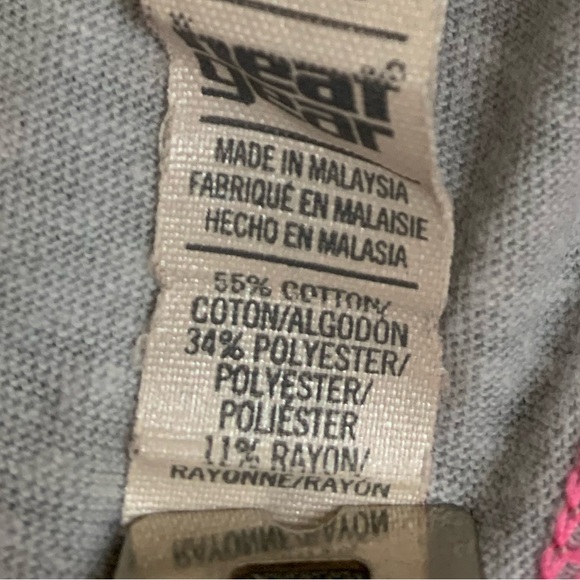 heat
gear
MADE IN MALAYSIA
FABRIQUÉ EN MALAISIE
HECHO EN MALASIA
55% COTTON/
COTON/ALGODÓN
34% POLYESTER/
POLYESTER/
POLIÉSTER
11% RAYON/
RAYONNE/RAYÓN